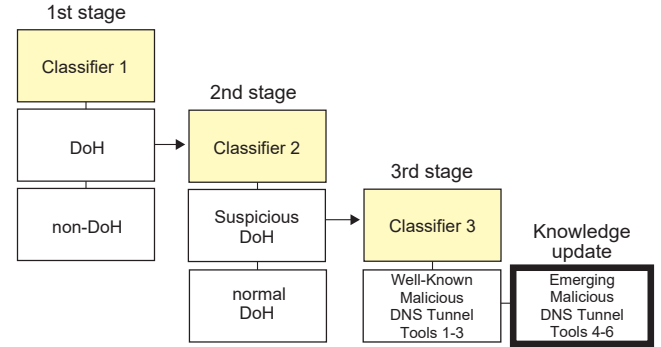 1st stage
Classifier 1
DoH
non-DoH
2nd stage
Classifier 2
Suspicious
DoH
normal
DoH
3rd stage
Classifier 3
Well-Known
Malicious
DNS Tunnel
Tools 1-3
Knowledge
update
Emerging
Malicious
DNS Tunnel
Tools 4-6